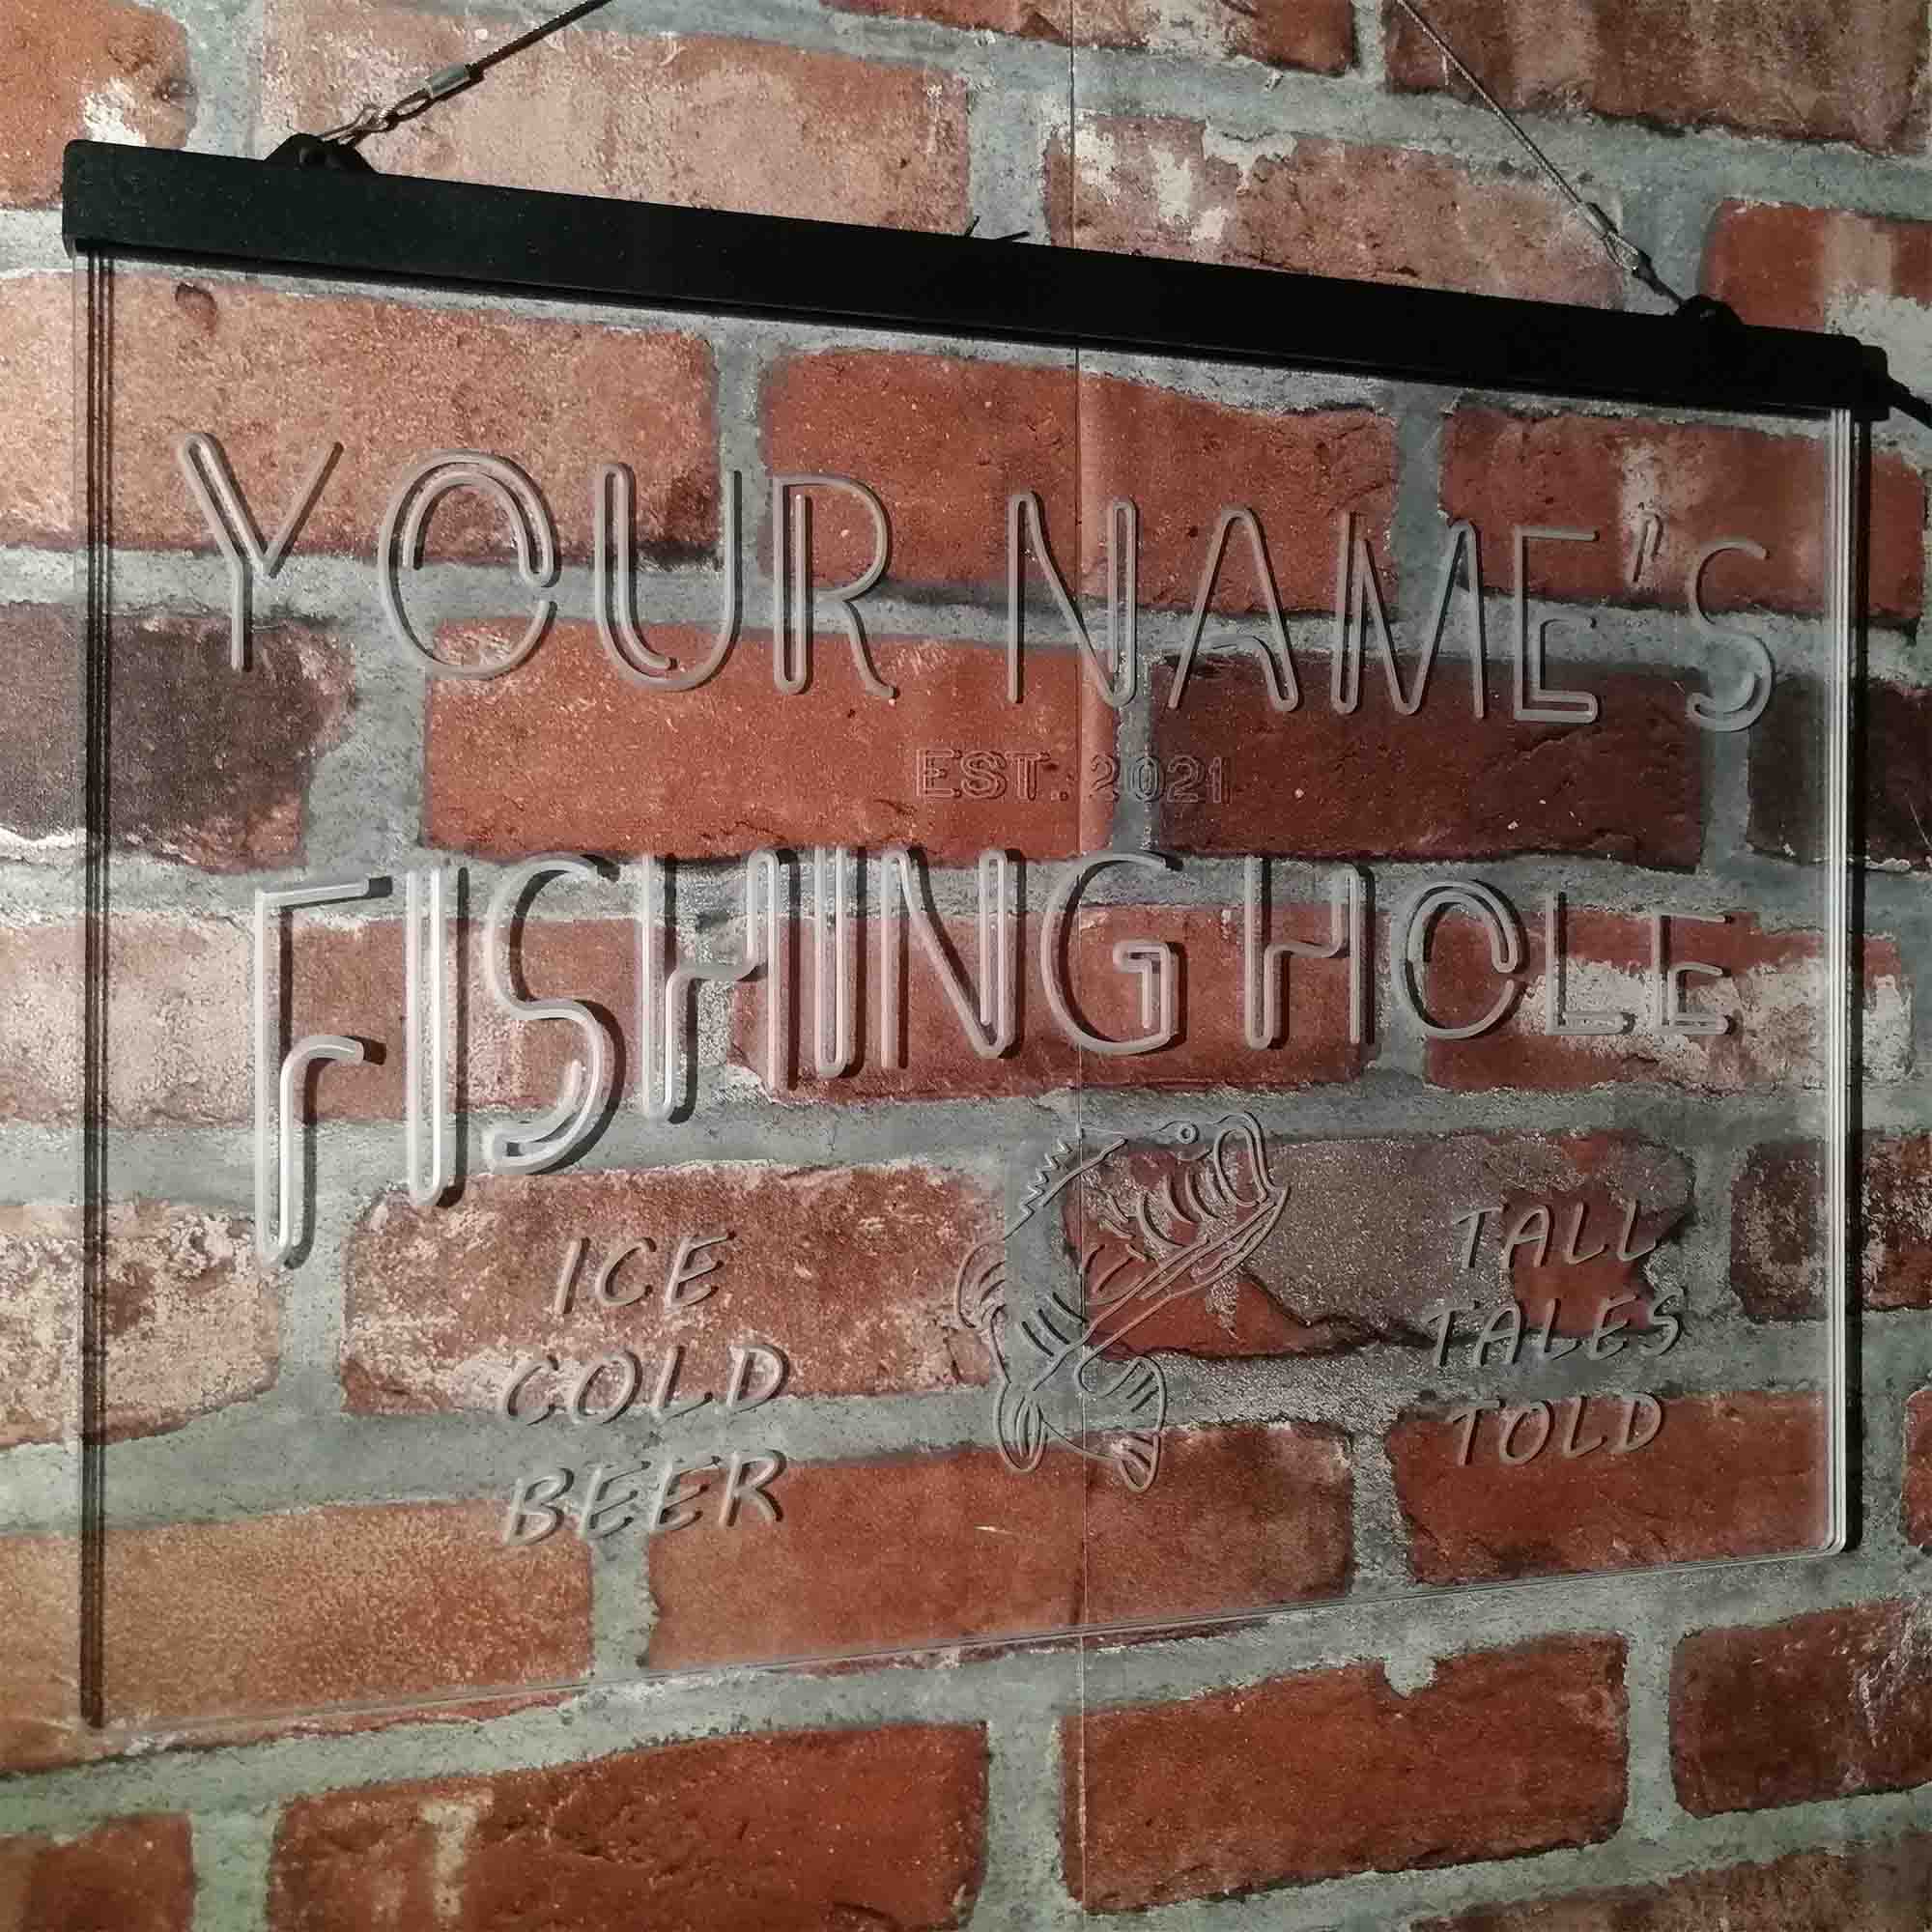 YOUR NAME'S
EST. 2021
FISHING HOLE
ICE
COLD
BEER
TALL
TALES
TOLD